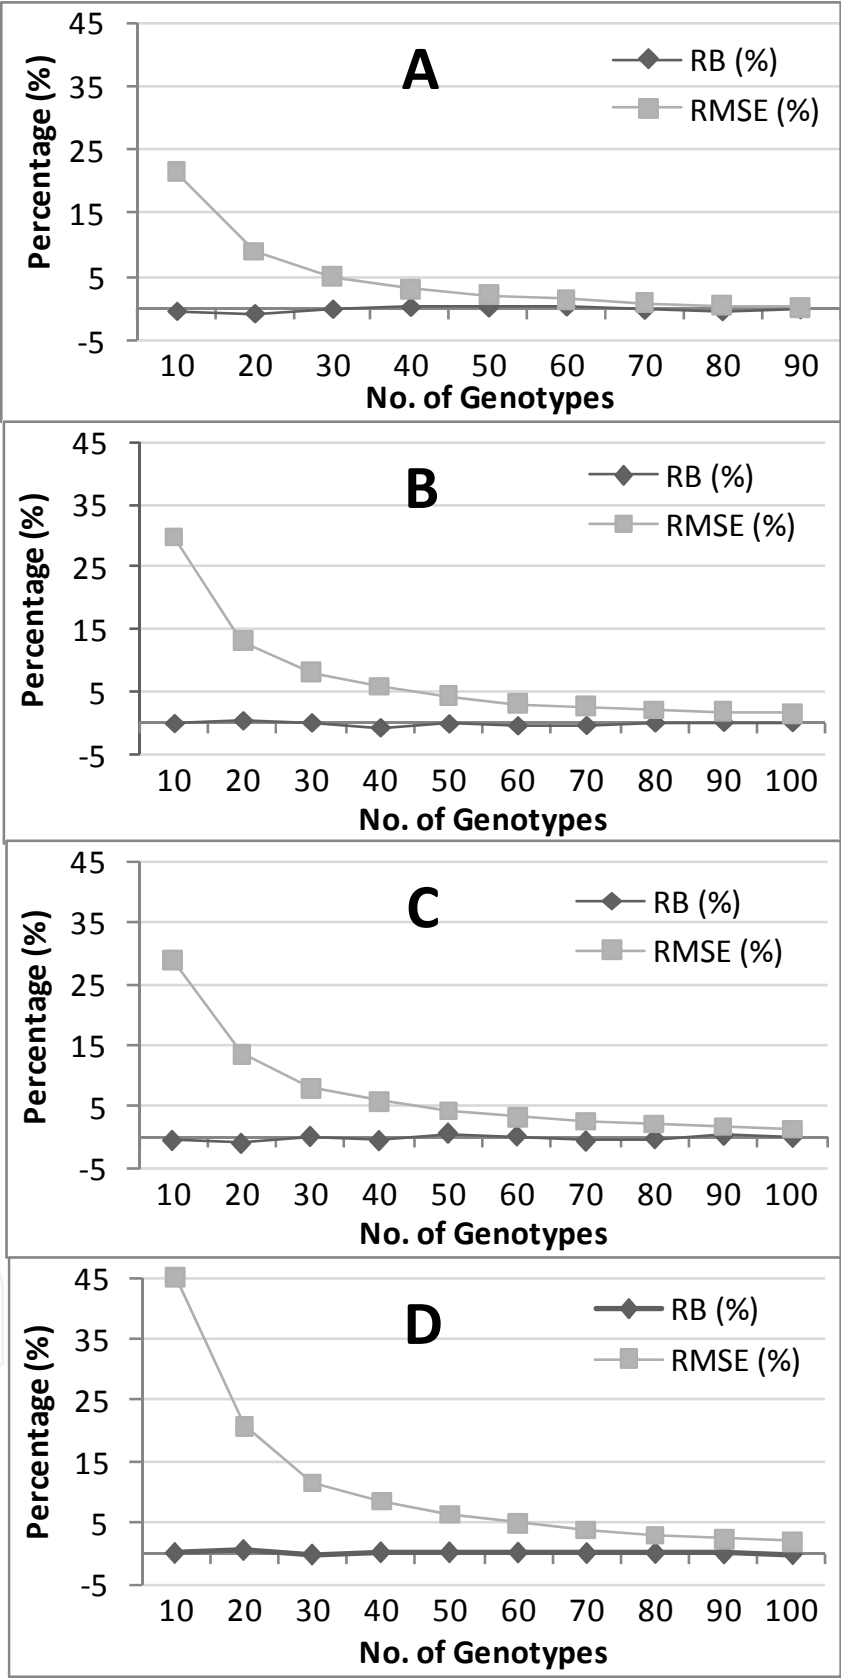 45
35
25
15
5
-5
Percentage (%)
A
RB (%)
RMSE (%)
10 20 30 40 50 60 70 80 90
No. of Genotypes
45
35
25
15
5
-5
Percentage (%)
B
RB (%)
RMSE (%)
10 20 30 40 50 60 70 80 90 100
No. of Genotypes
45
35
25
15
5
-5
Percentage (%)
C
RB (%)
RMSE (%)
10 20 30 40 50 60 70 80 90 100
No. of Genotypes
45
35
25
15
5
-5
Percentage (%)
D
RB (%)
RMSE (%)
10 20 30 40 50 60 70 80 90 100
No. of Genotypes